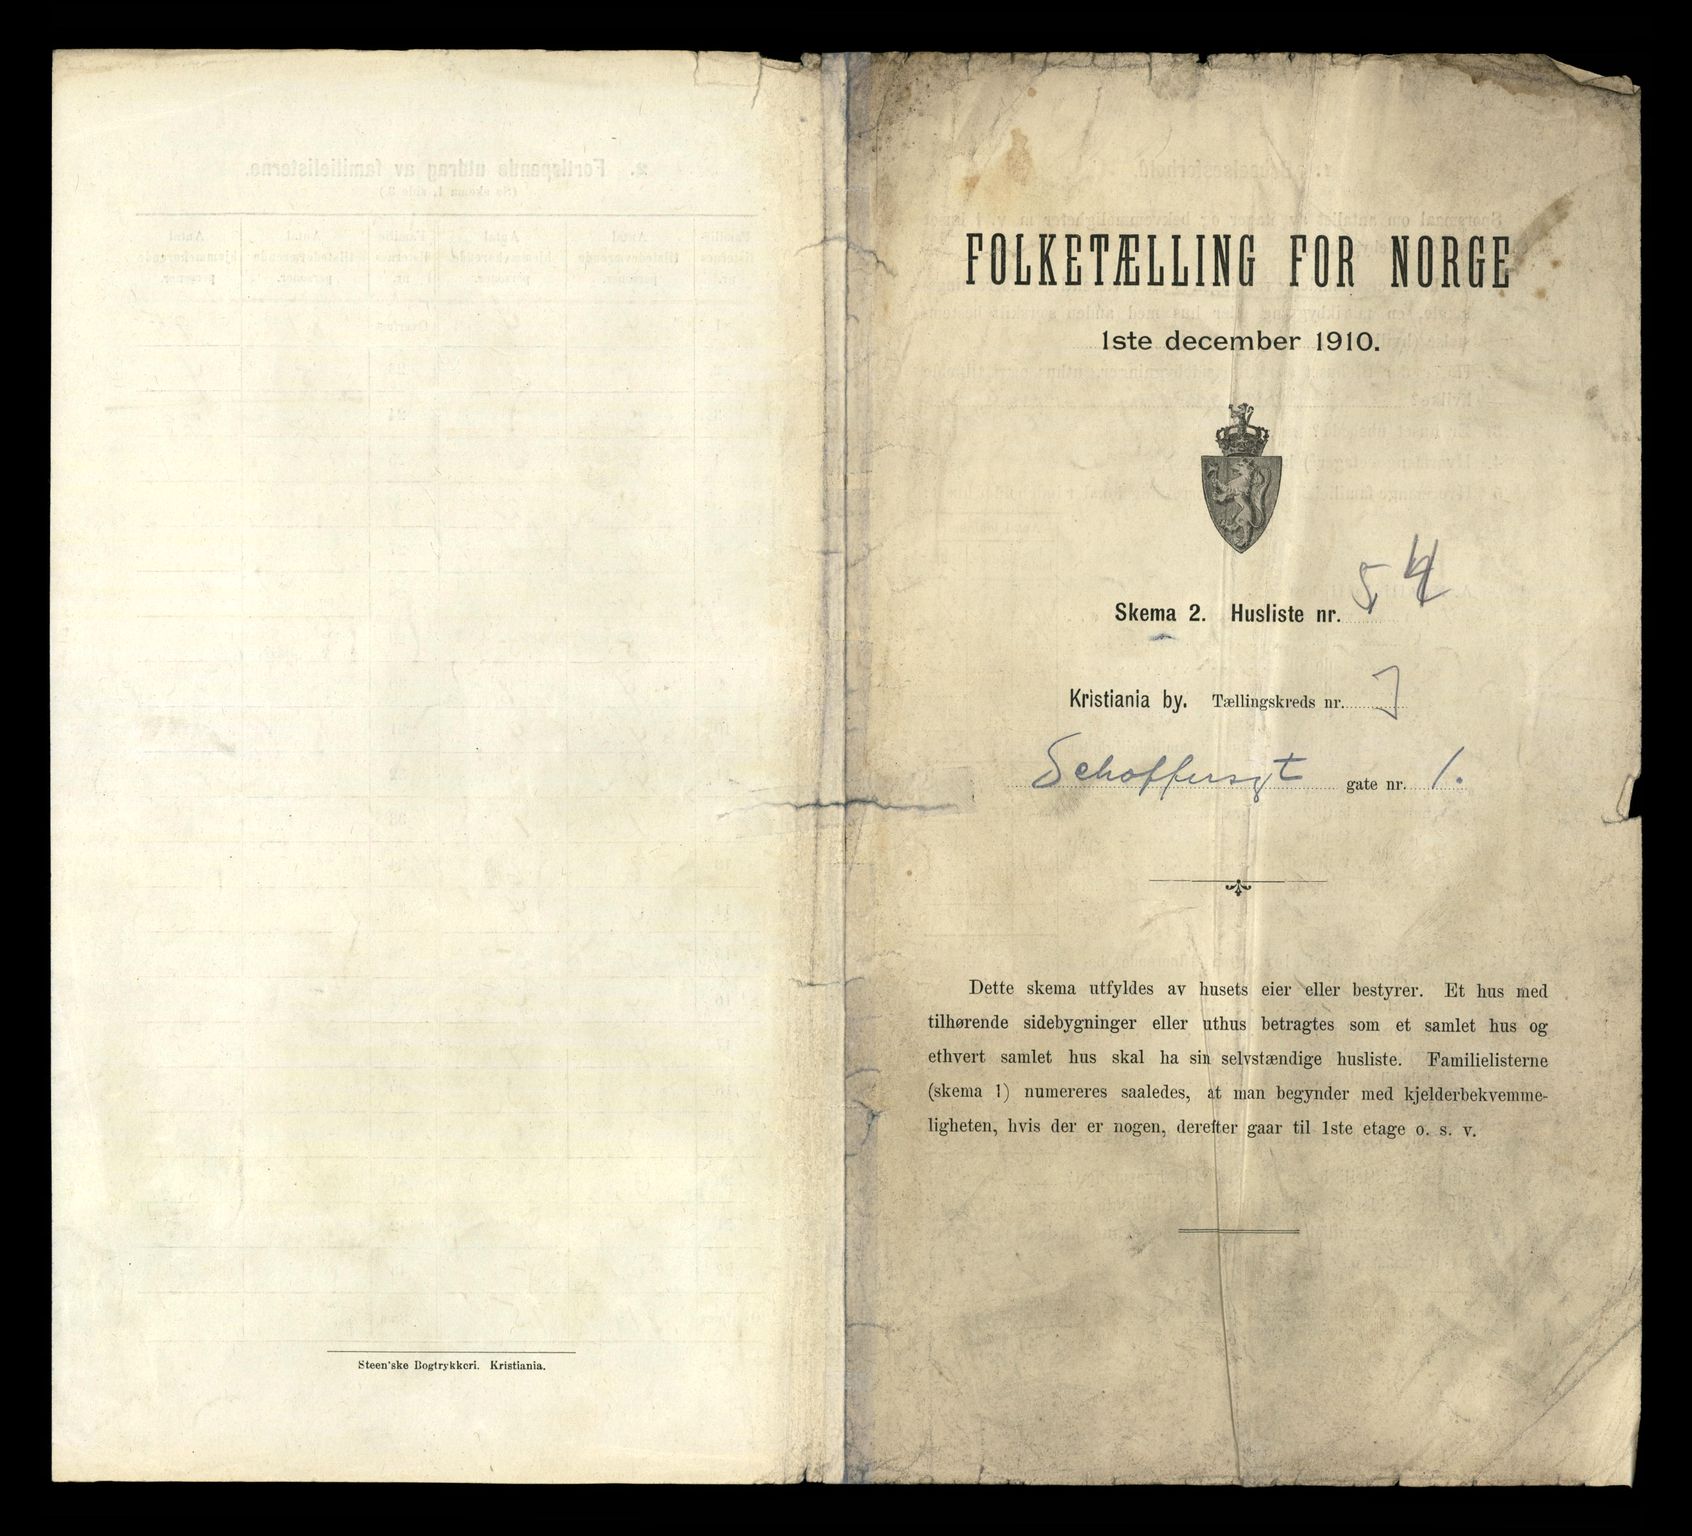 Steen'ske Bogtrykkeri. Kristiania.
FOLKETÆLLING FOR NORGE
1ste december 1910.
Skema 2. Husliste nr. 54
Kristiania by. Tællingskreds nr.
Schoffersgt gate nr. 1.
Dette skema utfyldes av husets eier eller bestyrer. Et hus med
tilhørende sidebygninger eller uthus betragtes som et samlet hus og
ethvert samlet hus skal ha sin selvstændige husliste. Familielisterne
(skema 1) numereres saaledes, at man begynder med kjelderbekvemme-
ligheten, hvis der er nogen, derefter gaar til 1ste etage o. s. v.